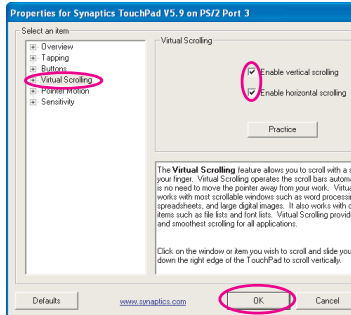 Properties for Synaptics TouchPad V5.9 on PS/2 Port 3
Select an item
Overview
Tapping
Buttons
Virtual Scrolling
Pointer Motion
Sensitivity
Virtual Scrolling
Enable vertical scrolling
Enable horizontal scrolling
Practice
The Virtual Scrolling feature allows you to scroll with a s
your finger. Virtual Scrolling operates the scroll bars autom
is no need to move the pointer away from your work. Virtua
works with most scrollable windows such as word processi
spreadsheets, and large digital images. It also works with o
items such as file lists and font lists. Virtual Scrolling provid
and smoothest scrolling for all applications.
Click on the window or item you wish to scroll and slide you
down the right edge of the TouchPad to scroll vertically.
Defaults
www.synaptics.com
OK
Cancel